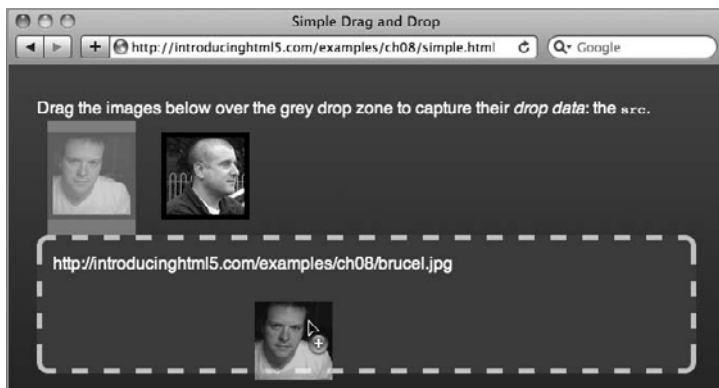 Simple Drag and Drop
http://introducinghtml5.com/examples/ch08/simple.html
Google
Drag the images below over the grey drop zone to capture their drop data: the src.
http://introducinghtml5.com/examples/ch08/brucel.jpg